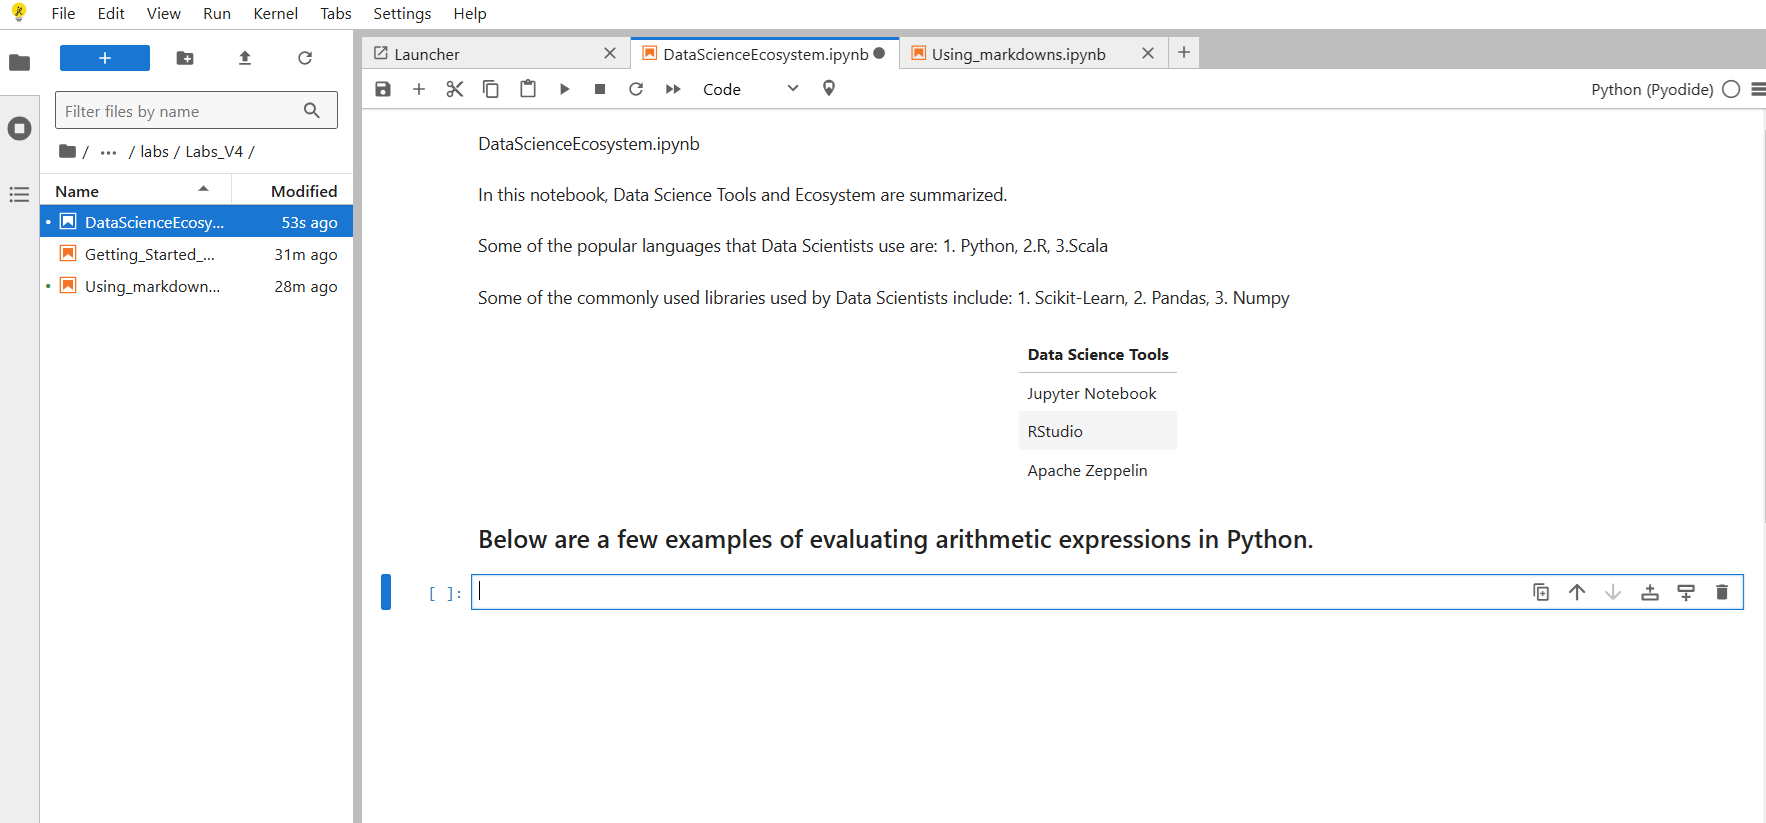 File Edit View Run Kernel Tabs Settings Help
+
Launcher
DataScienceEcosystem.ipynb
Using_markdowns.ipynb
Code
Python (Pyodide)
Filter files by name
/ ... / labs / Labs_V4 /
Name Modified
DataScienceEcosy... 53s ago
Getting_Started_... 31m ago
Using_markdown... 28m ago
DataScienceEcosystem.ipynb
In this notebook, Data Science Tools and Ecosystem are summarized.
Some of the popular languages that Data Scientists use are: 1. Python, 2.R, 3.Scala
Some of the commonly used libraries used by Data Scientists include: 1. Scikit-Learn, 2. Pandas, 3. Numpy
Data Science Tools
Jupyter Notebook
RStudio
Apache Zeppelin
Below are a few examples of evaluating arithmetic expressions in Python.
[ ]: